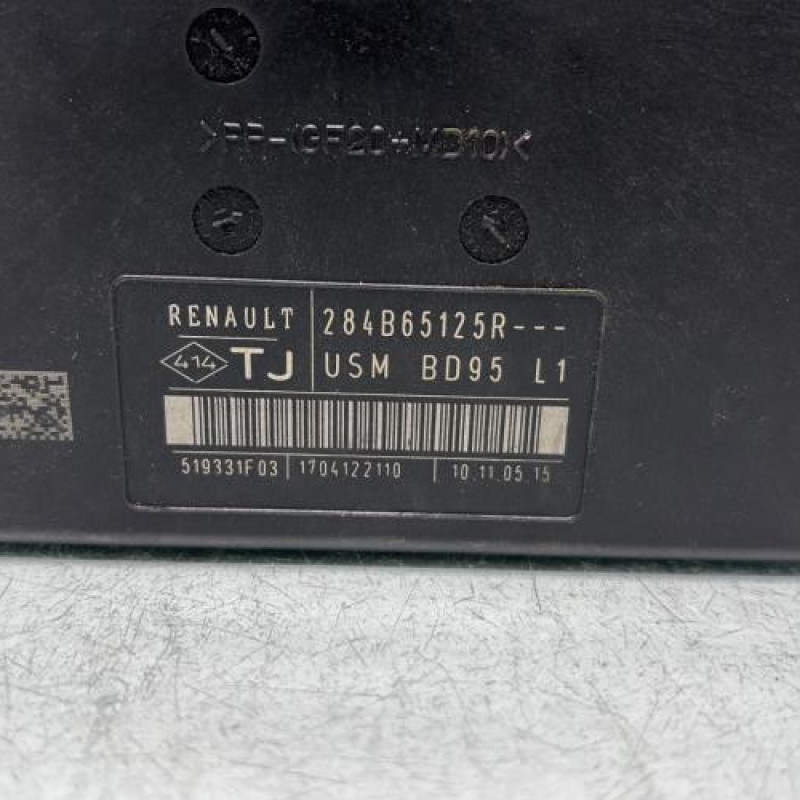 >PP-(GF20+MD10)<
RENAULT 284B65125R---
414 TJ USM BD95 L1
519331F03 1704122110 10.11.05.15